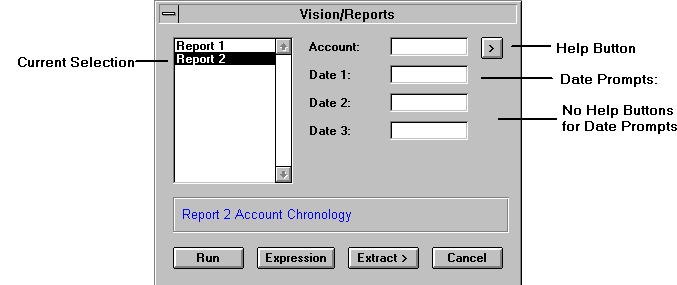 Vision/Reports
Report 1
Account:
>
Help Button
Current Selection
Report 2
Date 1:
Date Prompts:
Date 2:
No Help Buttons
for Date Prompts
Date 3:
Report 2 Account Chronology
Run
Expression
Extract >
Cancel